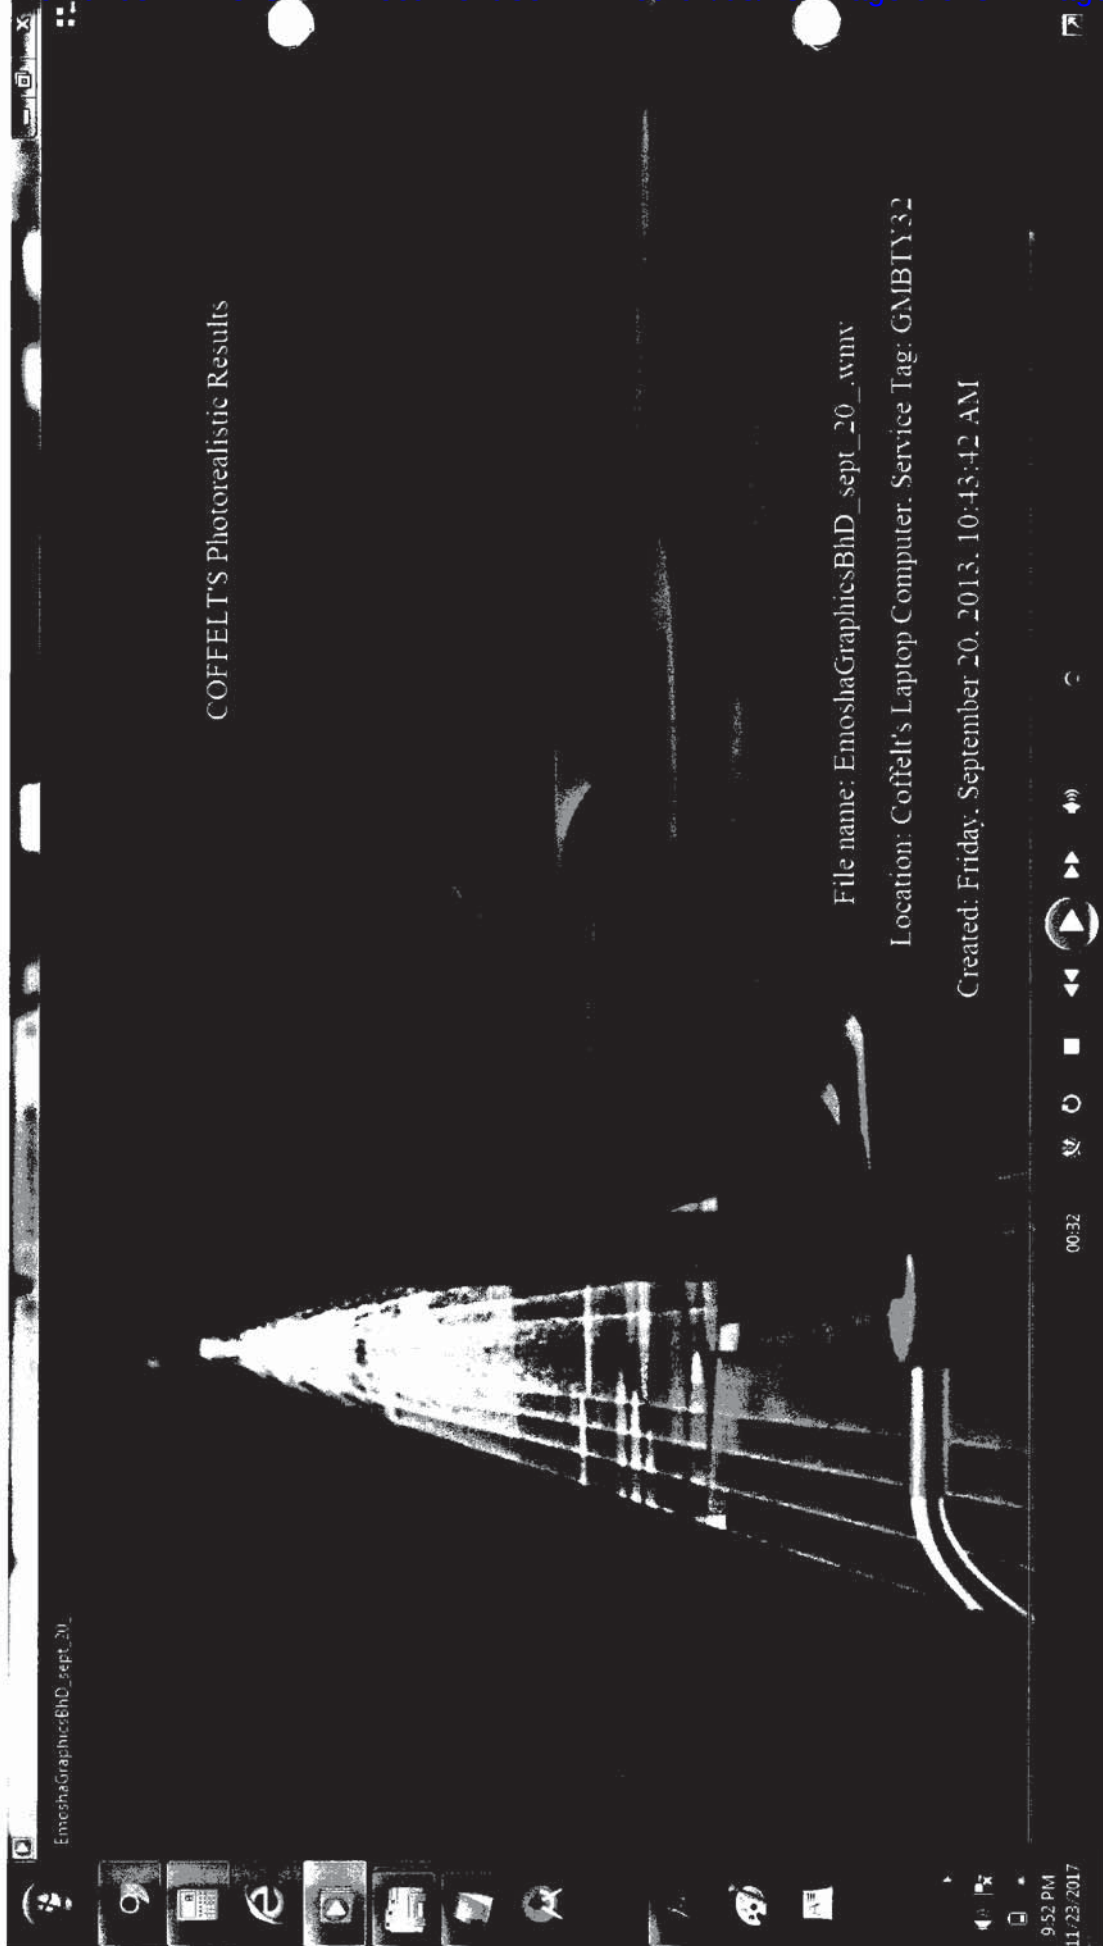 EmoshaGraphicsBhD_sept_20_
COFFELT'S Photorealistic Results
File name: EmoshaGraphicsBhD_sept_20_.wmv
Location: Coffelt's Laptop Computer. Service Tag: GMBTY32
Created: Friday, September 20, 2013, 10:43:42 AM
00:32
9:52 PM
11/23/2017